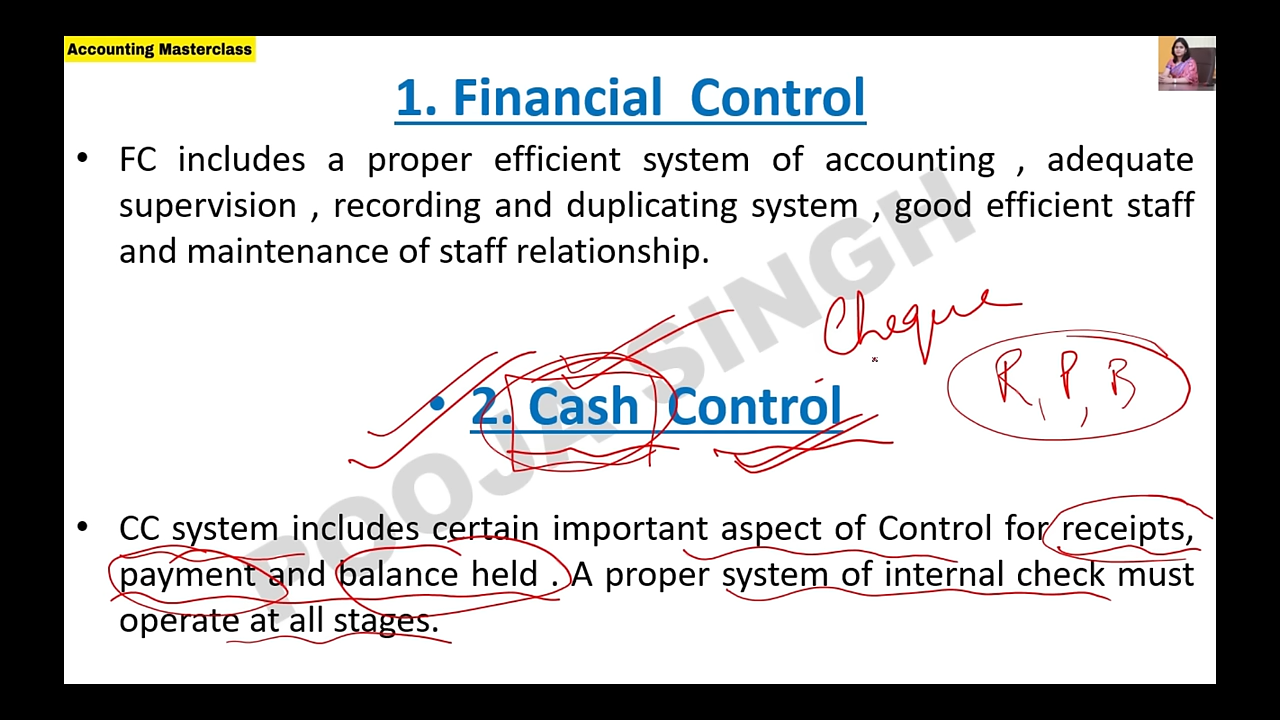 Accounting Masterclass
1. Financial Control
• FC includes a proper efficient system of accounting , adequate
supervision , recording and duplicating system , good efficient staff
and maintenance of staff relationship.
Cheque
R, P, B
• 2. Cash Control
• CC system includes certain important aspect of Control for receipts,
payment and balance held . A proper system of internal check must
operate at all stages.
POOJA SINGH